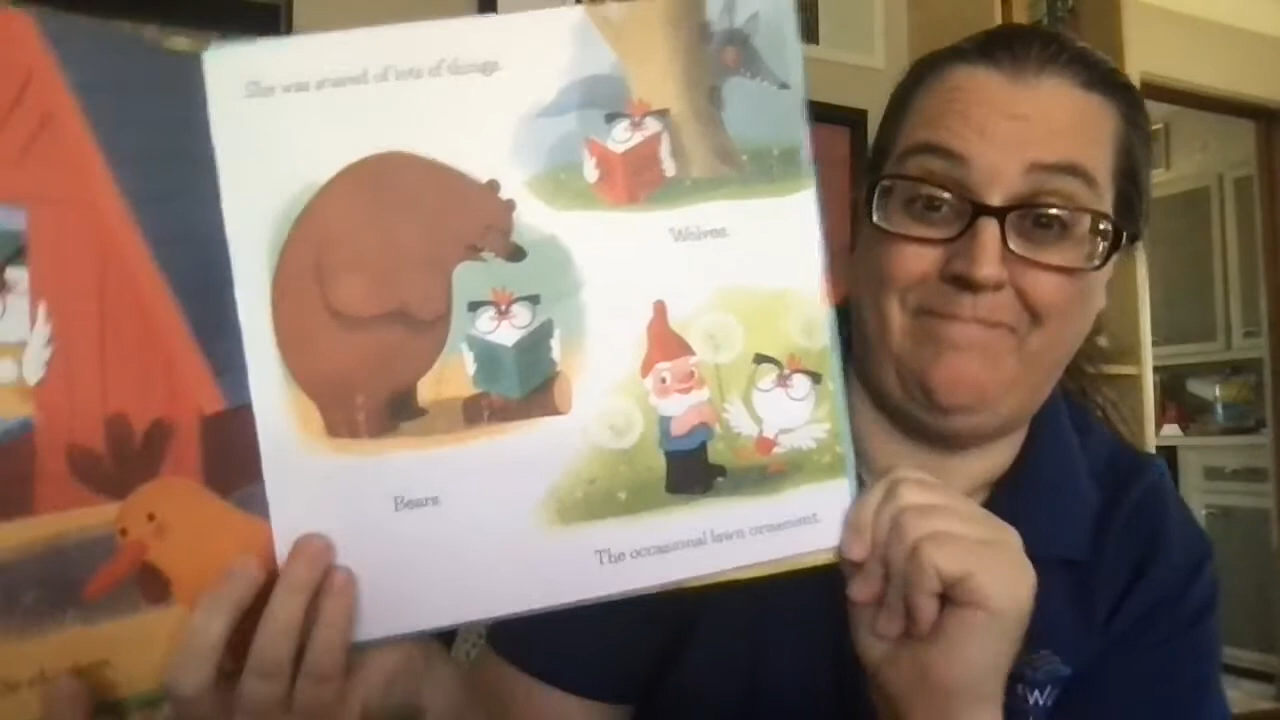 She was scared of lots of things.
Wolves.
Bears.
The occasional lawn ornament.